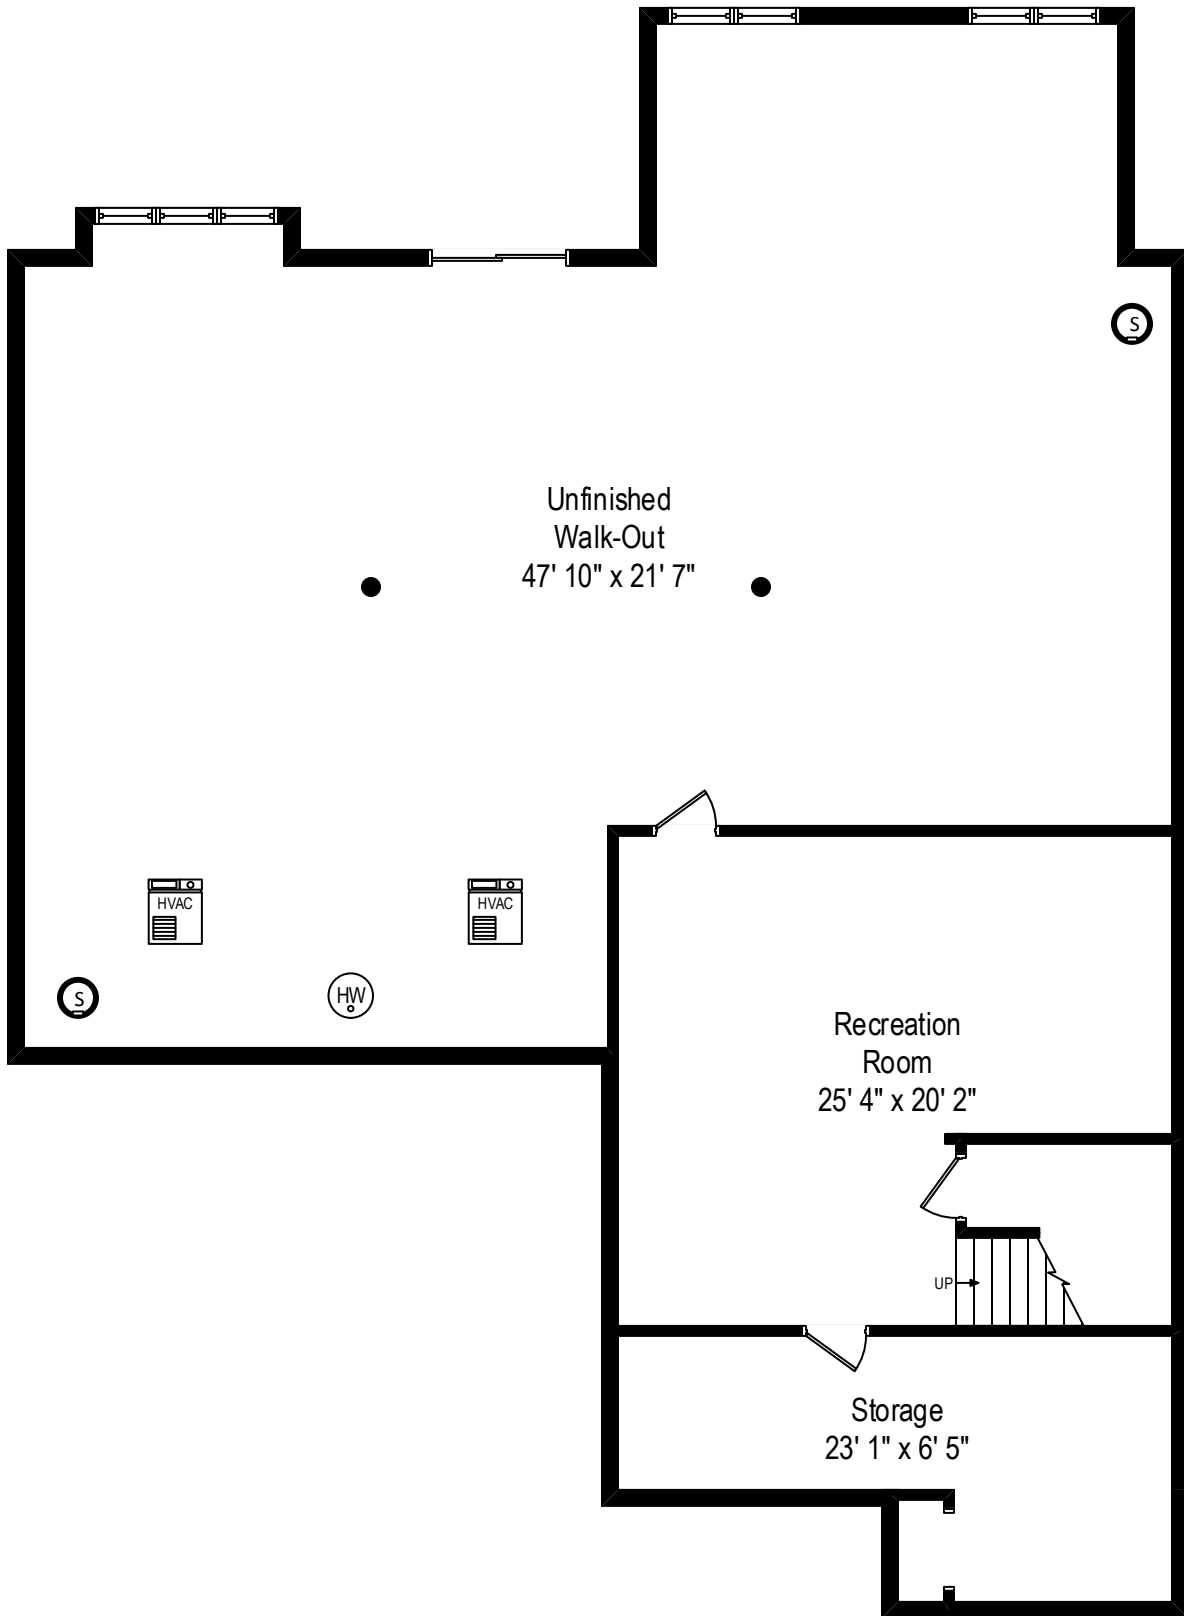 S
Unfinished
Walk-Out
47' 10" x 21' 7"
HVAC
HVAC
S
HW
Recreation
Room
25' 4" x 20' 2"
UP
Storage
23' 1" x 6' 5"